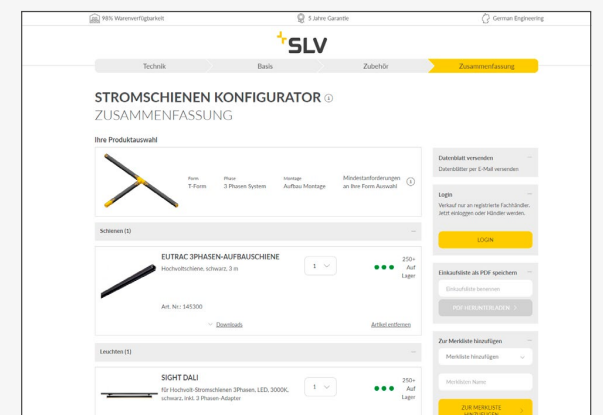 98% Warenverfügbarkeit
5 Jahre Garantie
German Engineering
SLV
Technik
Basis
Zubehör
Zusammenfassung
STROMSCHIENEN KONFIGURATOR
ZUSAMMENFASSUNG
Ihre Produktauswahl
Form
T-Form
Phase
3 Phasen System
Montage
Aufbau Montage
Mindestanforderungen
an Ihre Form Auswahl
Schienen (1)
EUTRAC 3PHASEN-AUFBAUSCHIENE
Hochvoltschiene, schwarz, 3 m
Art. Nr.: 145300
1
250+
Auf
Lager
Downloads
Artikel entfernen
Leuchten (1)
SIGHT DALI
für Hochvolt-Stromschienen 3Phasen, LED, 3000K,
schwarz, inkl. 3 Phasen-Adapter
1
250+
Auf
Lager
Datenblatt versenden
Datenblätter per E-Mail versenden
Login
Verkauf nur an registrierte Fachhändler.
Jetzt einloggen oder Händler werden.
LOGIN
Einkaufsliste als PDF speichern
Einkaufsliste benennen
PDF HERUNTERLADEN
Zur Merkliste hinzufügen
Merkliste hinzufügen
Merklisten Name
ZUR MERKLISTE
HINZUFÜGEN